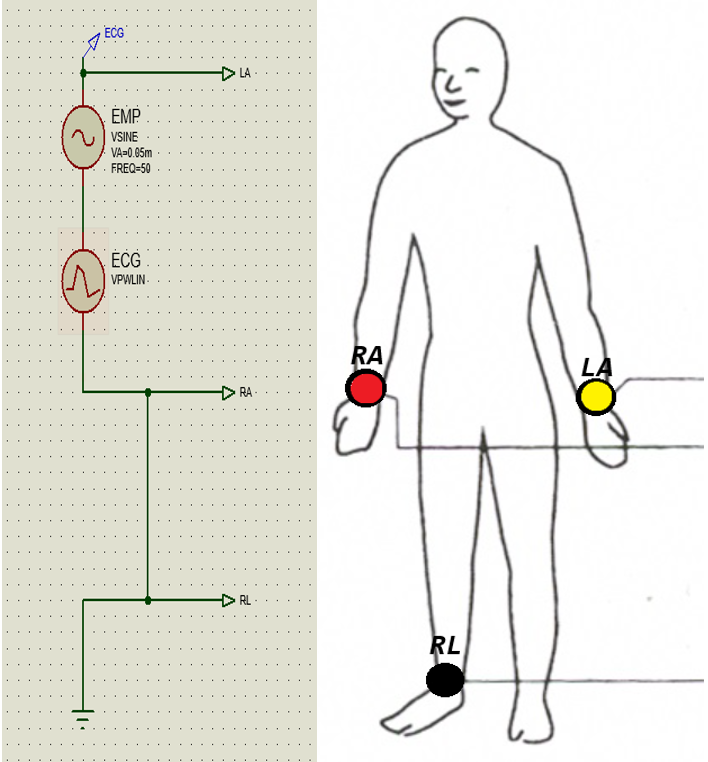 ECG
LA
EMP
VSINE
VA=0.05m
FREQ=50
ECG
VPWLIN
RA
RL
RA
LA
RL